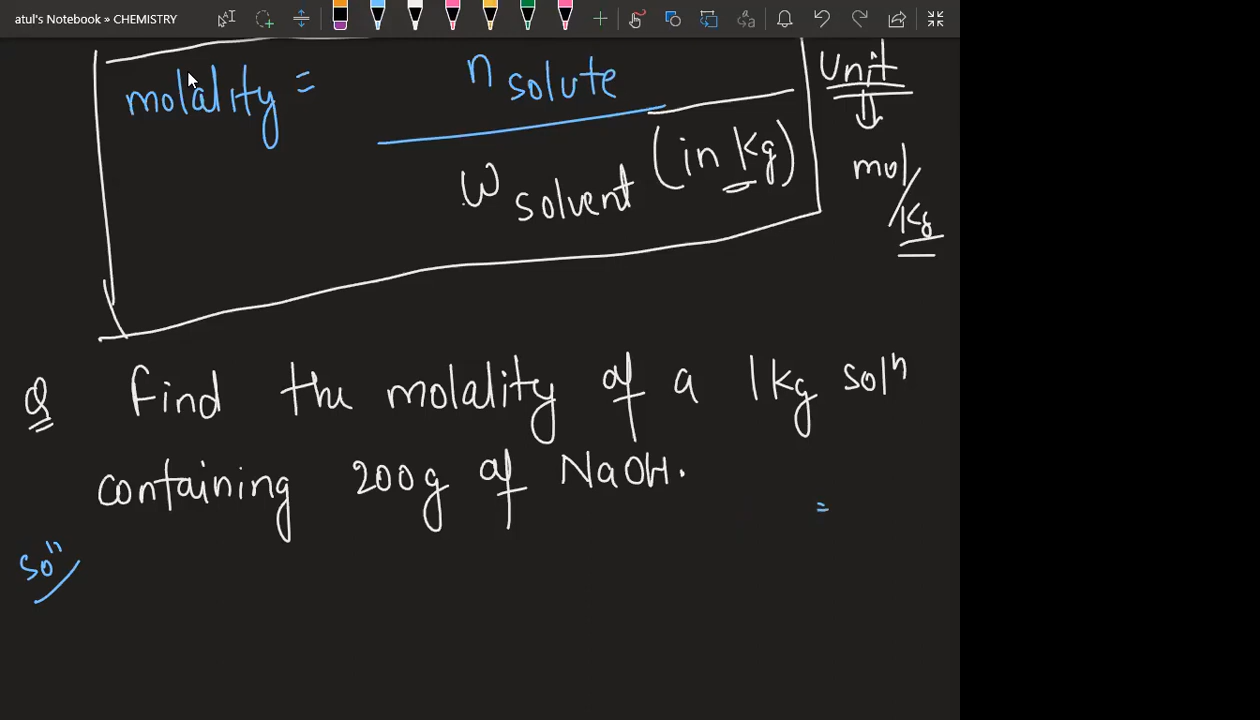 atul's Notebook » CHEMISTRY
molality = n solute / W solvent (in Kg)
Unit
mol/Kg
Q Find the molality of a 1kg solⁿ
containing 200g of NaOH.
=
Solⁿ